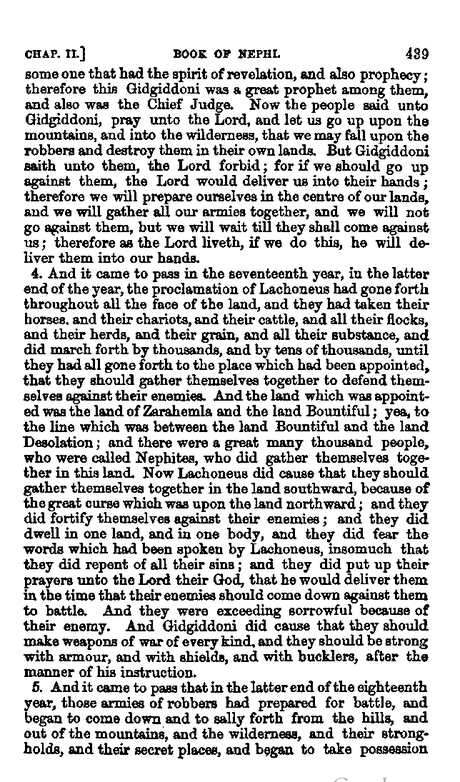 CHAP. II.] BOOK OF NEPHI. 439
some one that had the spirit of revelation, and also prophecy;
therefore this Gidgiddoni was a great prophet among them,
and also was the Chief Judge. Now the people said unto
Gidgiddoni, pray unto the Lord, and let us go up upon the
mountains, and into the wilderness, that we may fall upon the
robbers and destroy them in their own lands. But Gidgiddoni
saith unto them, the Lord forbid; for if we should go up
against them, the Lord would deliver us into their hands;
therefore we will prepare ourselves in the centre of our lands,
and we will gather all our armies together, and we will not
go against them, but we will wait till they shall come against
us; therefore as the Lord liveth, if we do this, he will de-
liver them into our hands.
4. And it came to pass in the seventeenth year, in the latter
end of the year, the proclamation of Lachoneus had gone forth
throughout all the face of the land, and they had taken their
horses. and their chariots, and their cattle, and all their flocks,
and their herds, and their grain, and all their substance, and
did march forth by thousands, and by tens of thousands, until
they had all gone forth to the place which had been appointed,
that they should gather themselves together to defend them-
selves against their enemies. And the land which was appoint-
ed was the land of Zarahemla and the land Bountiful; yea, to
the line which was between the land Bountiful and the land
Desolation; and there were a great many thousand people,
who were called Nephites, who did gather themselves toge-
ther in this land. Now Lachoneus did cause that they should
gather themselves together in the land southward, because of
the great curse which was upon the land northward; and they
did fortify themselves against their enemies; and they did
dwell in one land, and in one body, and they did fear the
words which had been spoken by Lachoneus, insomuch that
they did repent of all their sins; and they did put up their
prayers unto the Lord their God, that he would deliver them
in the time that their enemies should come down against them
to battle. And they were exceeding sorrowful because of
their enemy. And Gidgiddoni did cause that they should
make weapons of war of every kind, and they should be strong
with armour, and with shields, and with bucklers, after the
manner of his instruction.
5. And it came to pass that in the latter end of the eighteenth
year, those armies of robbers had prepared for battle, and
began to come down and to sally forth from the hills, and
out of the mountains, and the wilderness, and their strong-
holds, and their secret places, and began to take possession